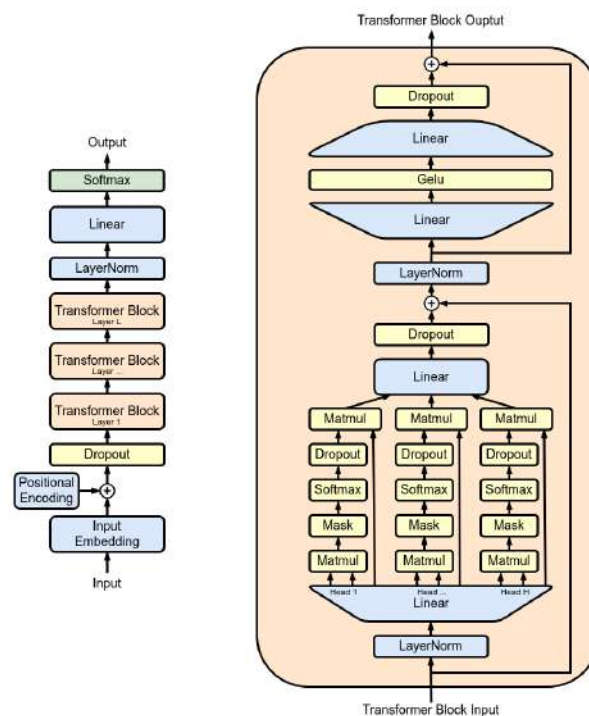 Output
Softmax
Linear
LayerNorm
Transformer Block
Layer L
Transformer Block
Layer ...
Transformer Block
Layer 1
Dropout
Positional
Encoding
+
Input
Embedding
Input
Transformer Block Ouptut
+
Dropout
Linear
Gelu
Linear
LayerNorm
+
Dropout
Linear
Matmul Matmul Matmul
Dropout Dropout Dropout
Softmax Softmax Softmax
Mask Mask Mask
Matmul Matmul Matmul
Head 1 Head ... Head H
Linear
LayerNorm
Transformer Block Input